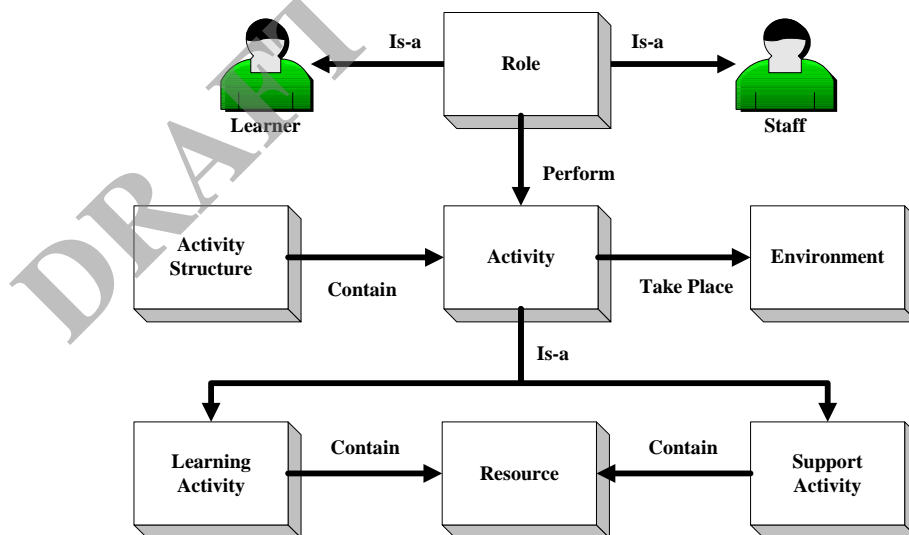 Is-a
Is-a
Role
Learner
Staff
Perform
Activity
Structure
Activity
Environment
Contain
Take Place
Is-a
Learning
Activity
Contain
Resource
Contain
Support
Activity
DRAFT